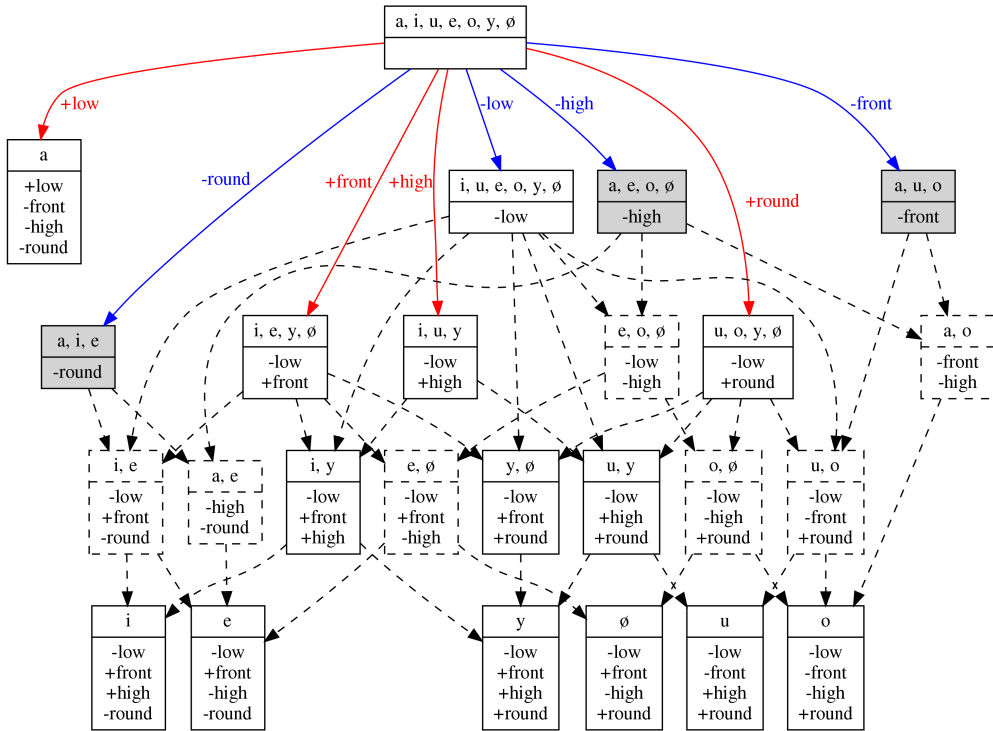 a, i, u, e, o, y, ø
+low
-low
-high
-front
a
+low
-front
-high
-round
-round
+front
+high
i, u, e, o, y, ø
-low
a, e, o, ø
-high
+round
a, u, o
-front
a, i, e
-round
i, e, y, ø
-low
+front
i, u, y
-low
+high
e, o, ø
-low
-high
u, o, y, ø
-low
+round
a, o
-front
-high
i, e
-low
+front
-round
a, e
-high
-round
i, y
-low
+front
+high
e, ø
-low
+front
-high
y, ø
-low
+front
+round
u, y
-low
+high
+round
o, ø
-low
-high
+round
u, o
-low
-front
+round
i
-low
+front
+high
-round
e
-low
+front
-high
-round
y
-low
+front
+high
+round
ø
-low
+front
-high
+round
u
-low
-front
+high
+round
o
-low
-front
-high
+round